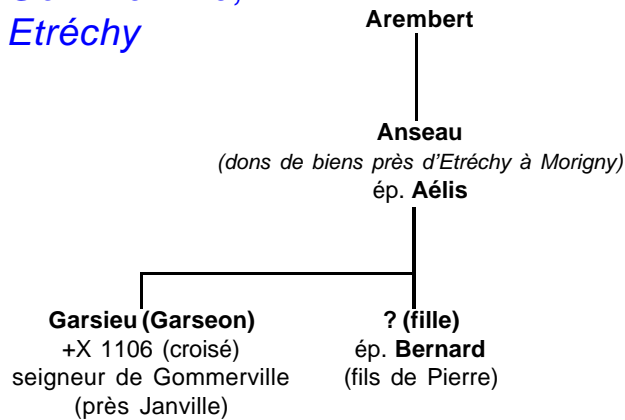 Etréchy
Arembert
Anseau
(dons de biens près d'Etréchy à Morigny)
ép. Aélis
Garsieu (Garseon)
+X 1106 (croisé)
seigneur de Gommerville
(près Janville)
? (fille)
ép. Bernard
(fils de Pierre)